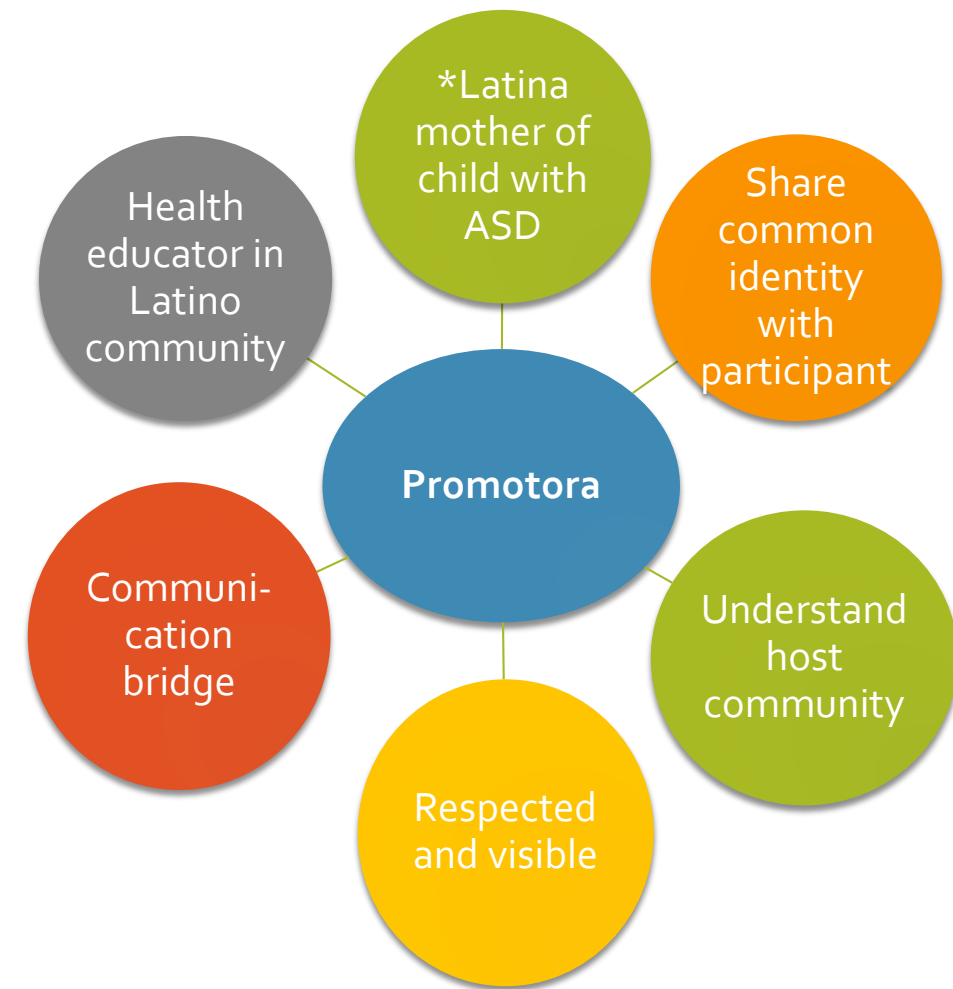 *Latina
mother of
child with
ASD
Share
common
identity
with
participant
Understand
host
community
Respected
and visible
Communi-
cation
bridge
Health
educator in
Latino
community
Promotora